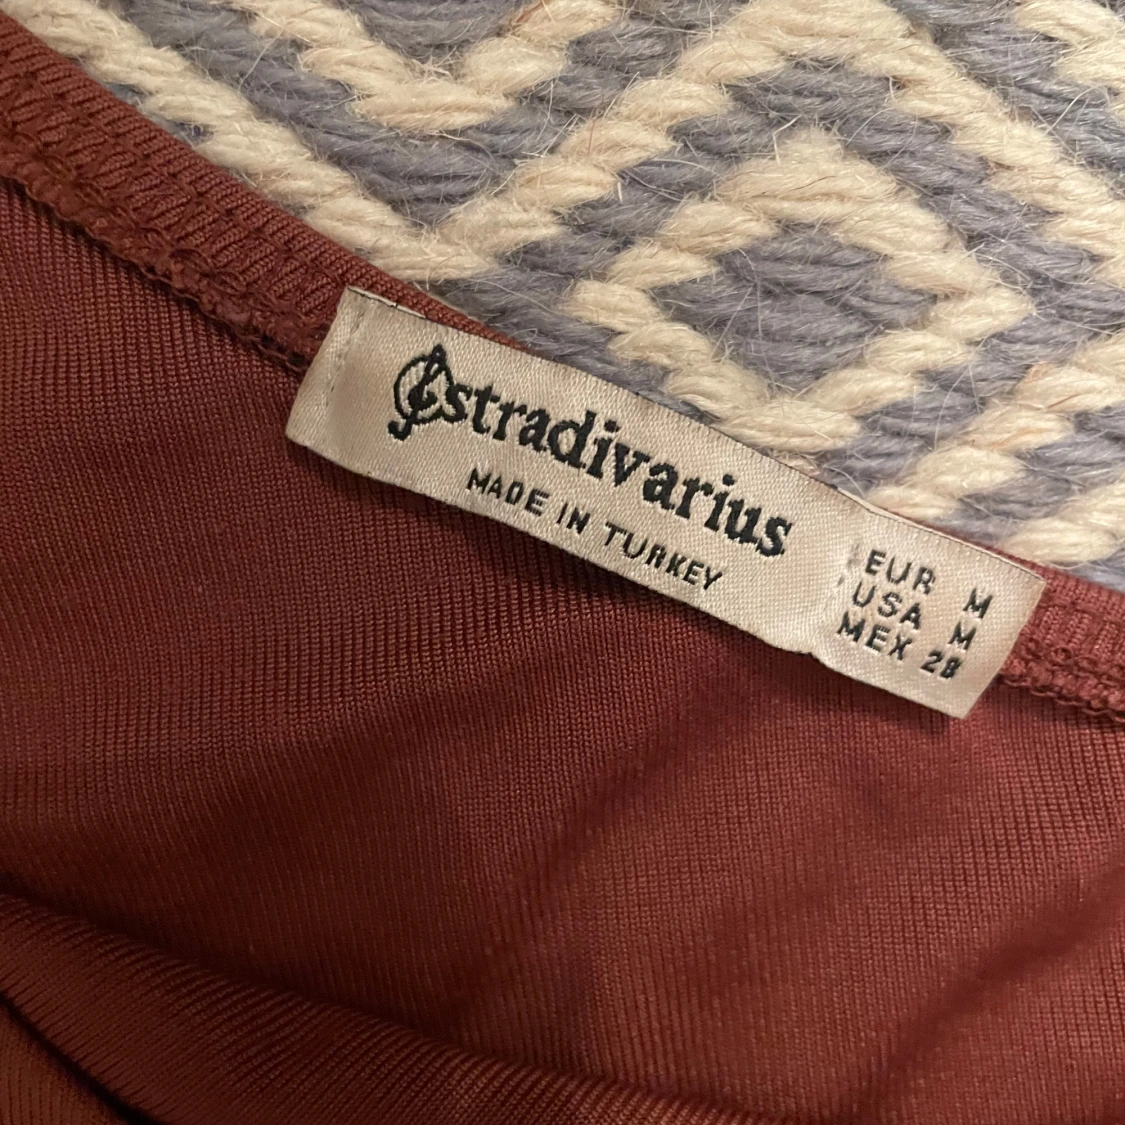 stradivarius
MADE IN TURKEY
EUR M
USA M
MEX 28